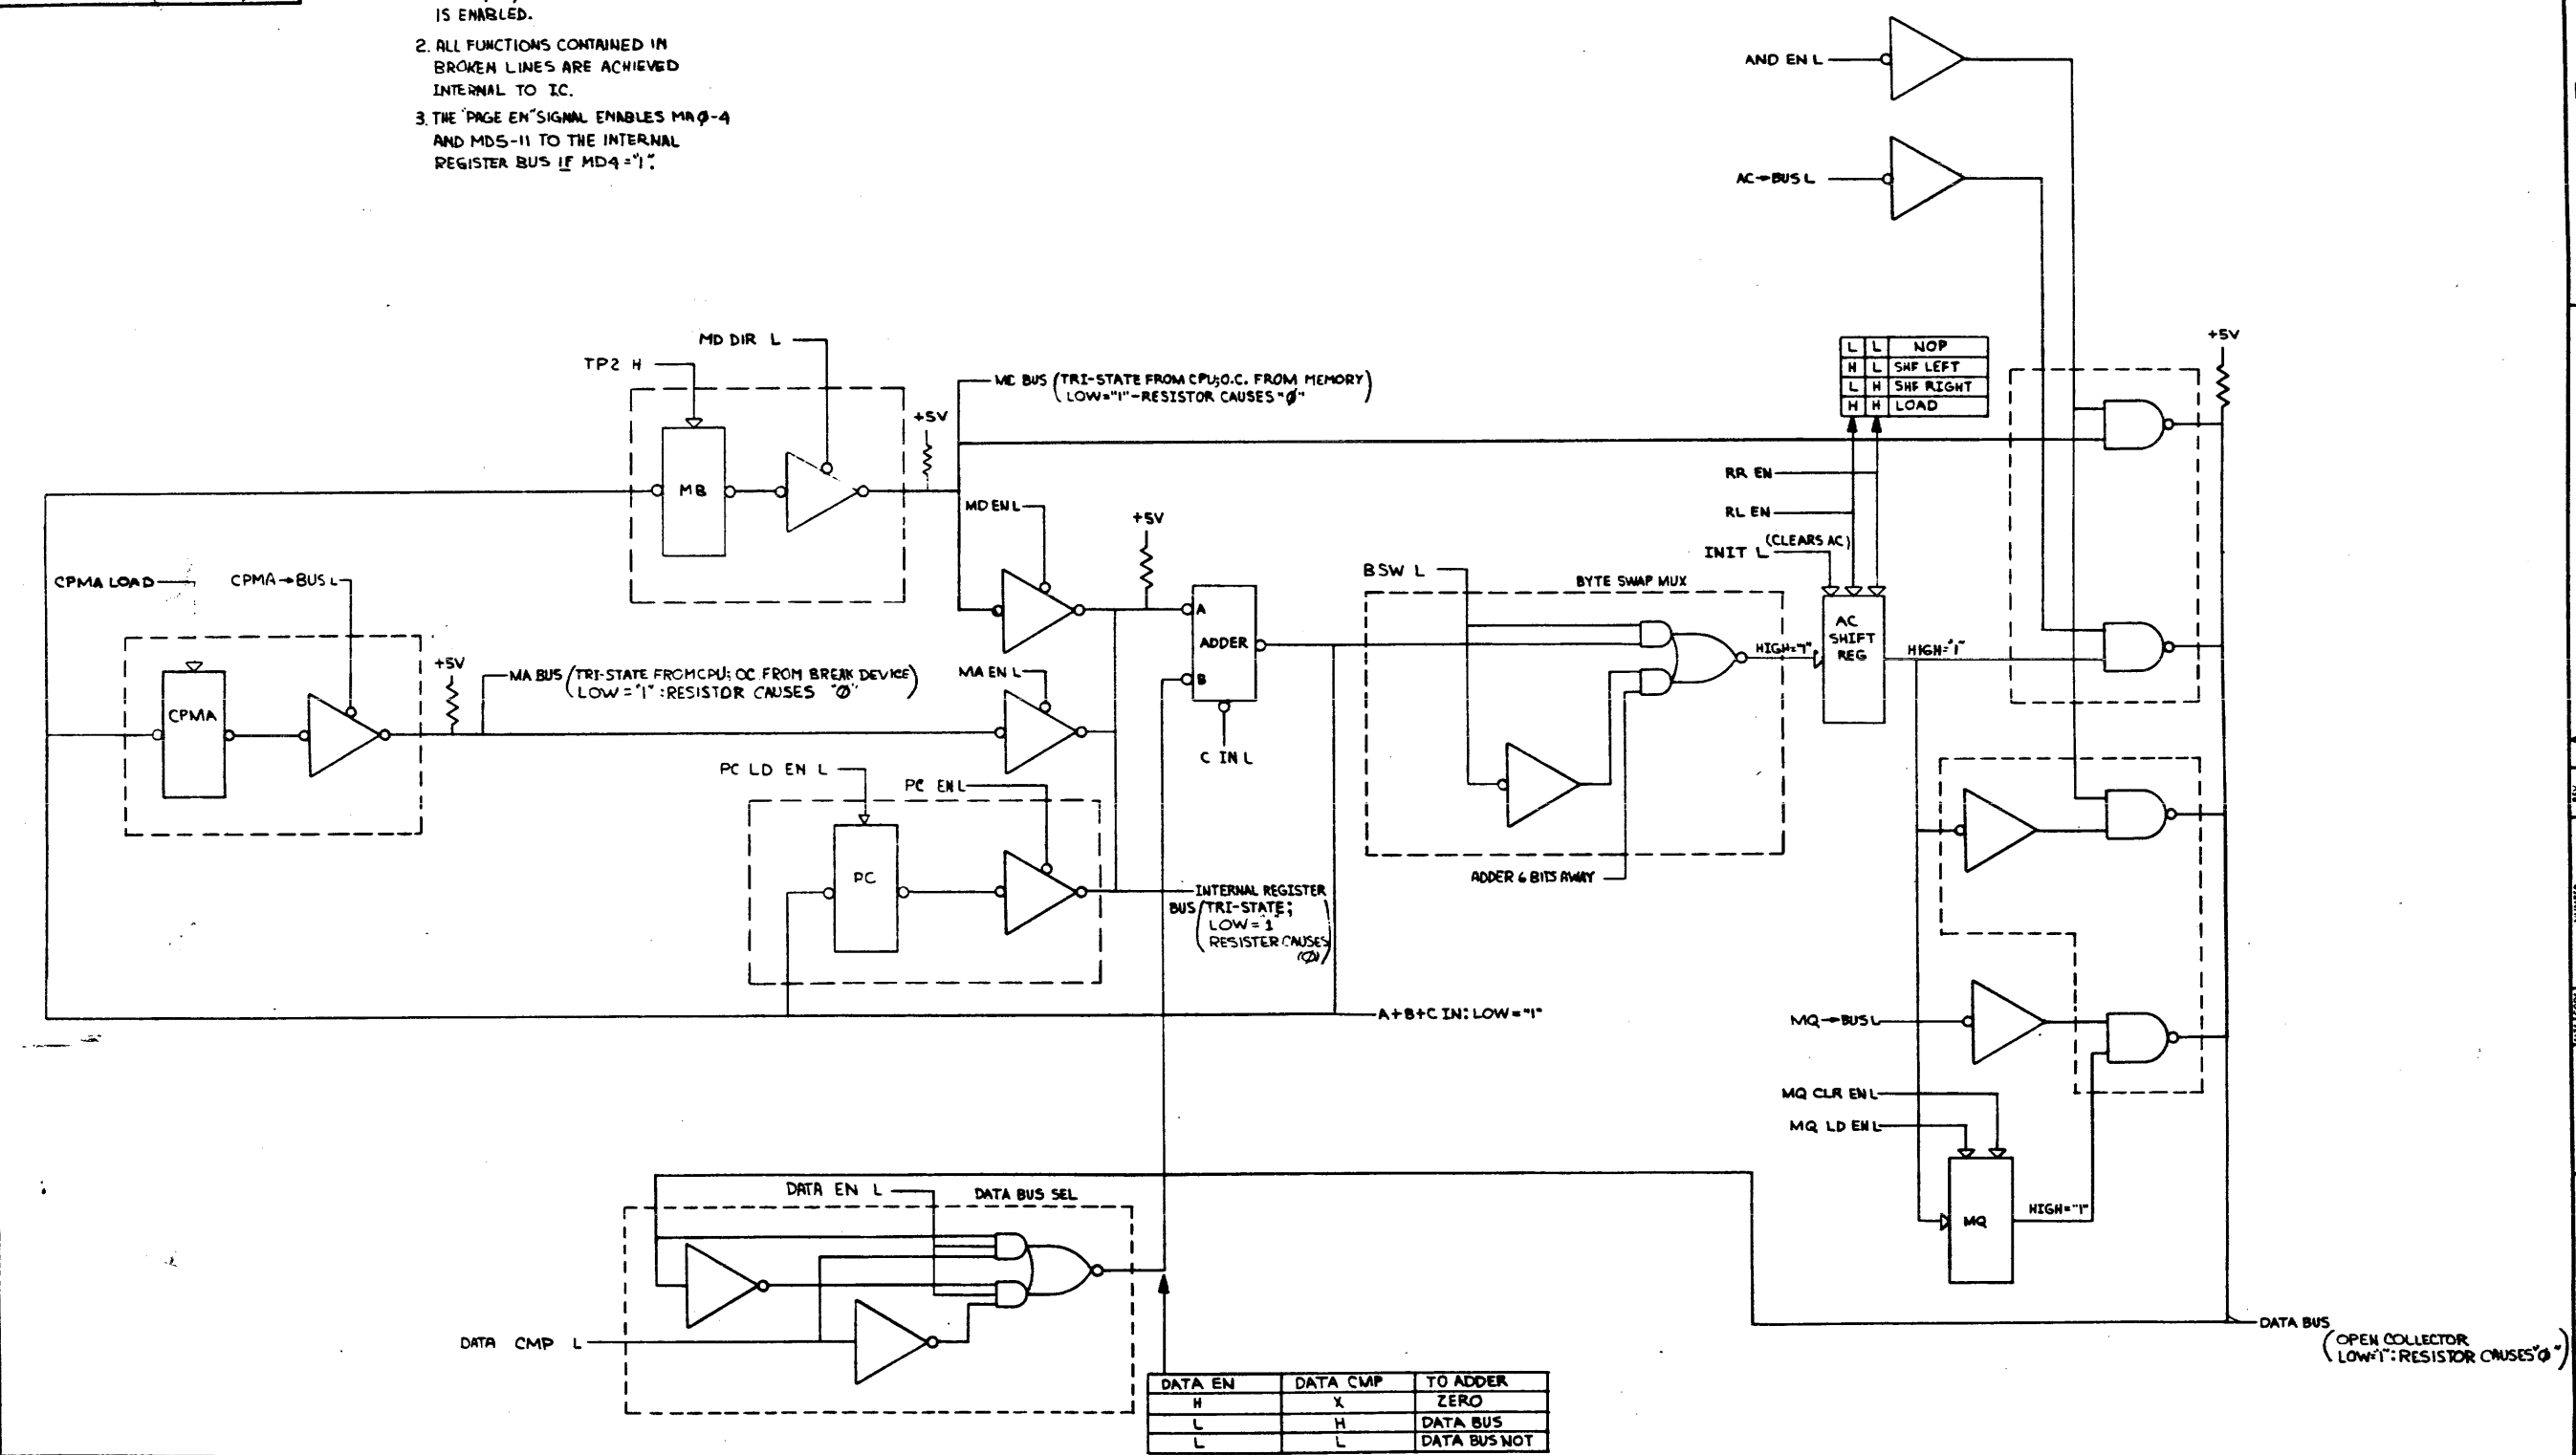 IS ENABLED.
2. ALL FUNCTIONS CONTAINED IN
BROKEN LINES ARE ACHIEVED
INTERNAL TO I.C.
3. THE "PAGE EN" SIGNAL ENABLES MAØ-4
AND MD5-11 TO THE INTERNAL
REGISTER BUS IF MD4="1".
AND EN L
AC→BUS L
+5V
L L NOP
H L SHF LEFT
L H SHF RIGHT
H H LOAD
MD DIR L
TP2 H
MD BUS (TRI-STATE FROM CPU; O.C. FROM MEMORY)
LOW="1"-RESISTOR CAUSES "Ø"
+5V
MB
RR EN
RL EN
(CLEARS AC)
INIT L
MD EN L
+5V
CPMA LOAD
CPMA→BUS L
BSW L
BYTE SWAP MUX
A
ADDER
B
C IN L
HIGH="1"
AC
SHIFT
REG
HIGH="1"
+5V
MA BUS (TRI-STATE FROM CPU; OC FROM BREAK DEVICE)
LOW="1":RESISTOR CAUSES "Ø"
MA EN L
CPMA
PC LD EN L
PC EN L
PC
ADDER 6 BITS AWAY
INTERNAL REGISTER
BUS (TRI-STATE;
LOW=1
RESISTER CAUSES
(Ø))
A+B+C IN: LOW="1"
MQ→BUS L
MQ CLR EN L
MQ LD EN L
MQ
HIGH="1"
DATA EN L
DATA BUS SEL
DATA CMP L
DATA BUS
(OPEN COLLECTOR
LOW="1":RESISTOR CAUSES "Ø")
DATA EN DATA CMP TO ADDER
H X ZERO
L H DATA BUS
L L DATA BUS NOT